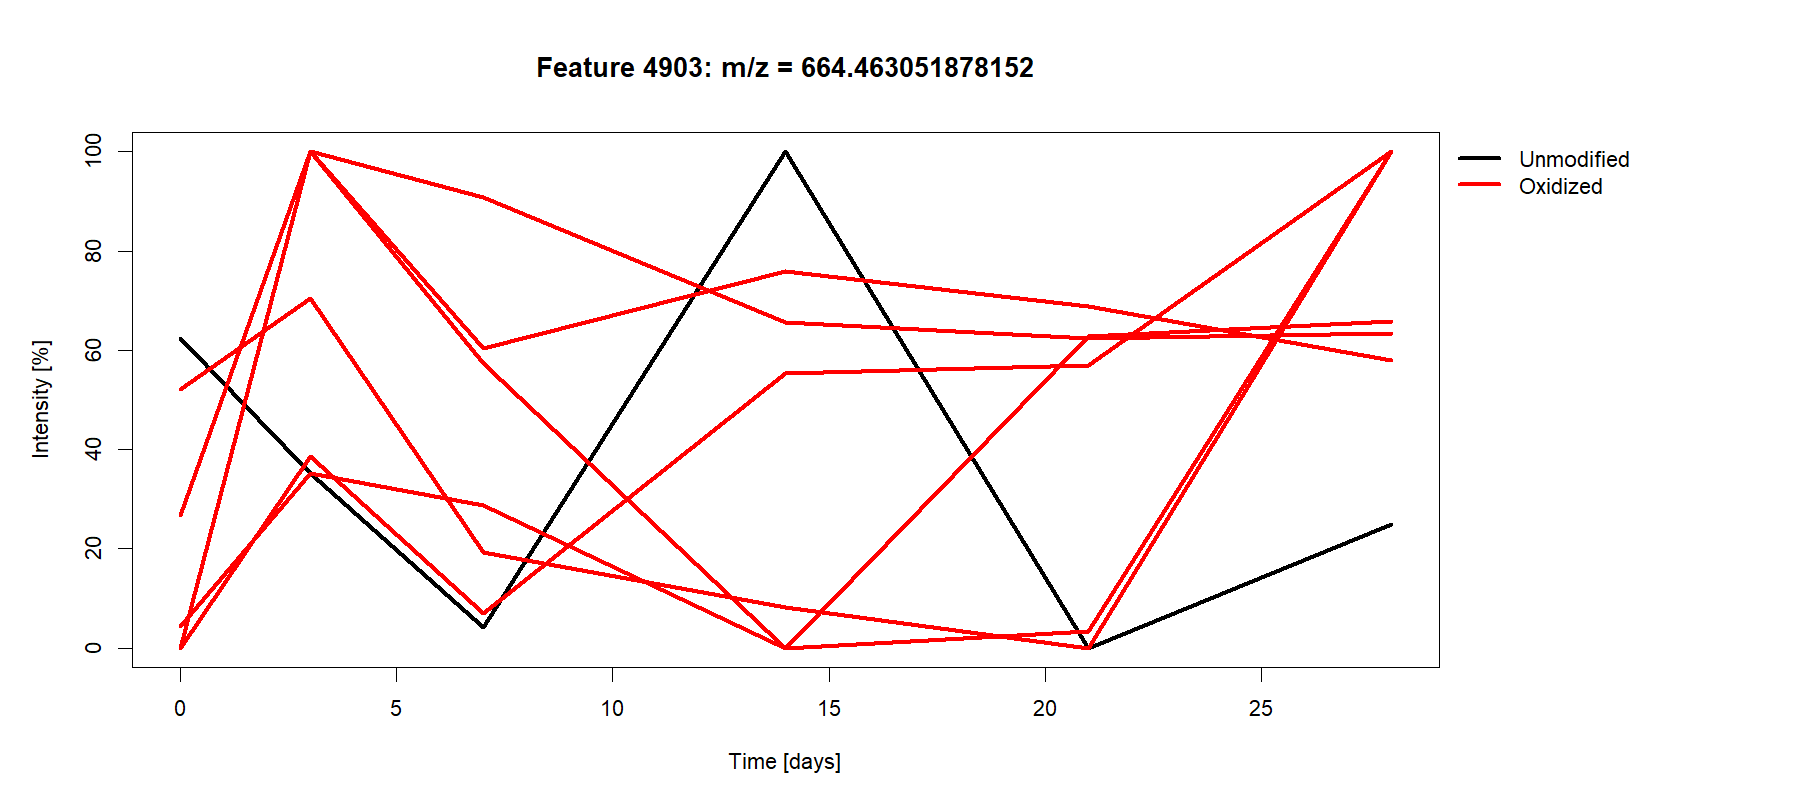 Feature 4903: m/z = 664.463051878152
100
80
60
40
20
0
Intensity [%]
0 5 10 15 20 25
Time [days]
Unmodified
Oxidized